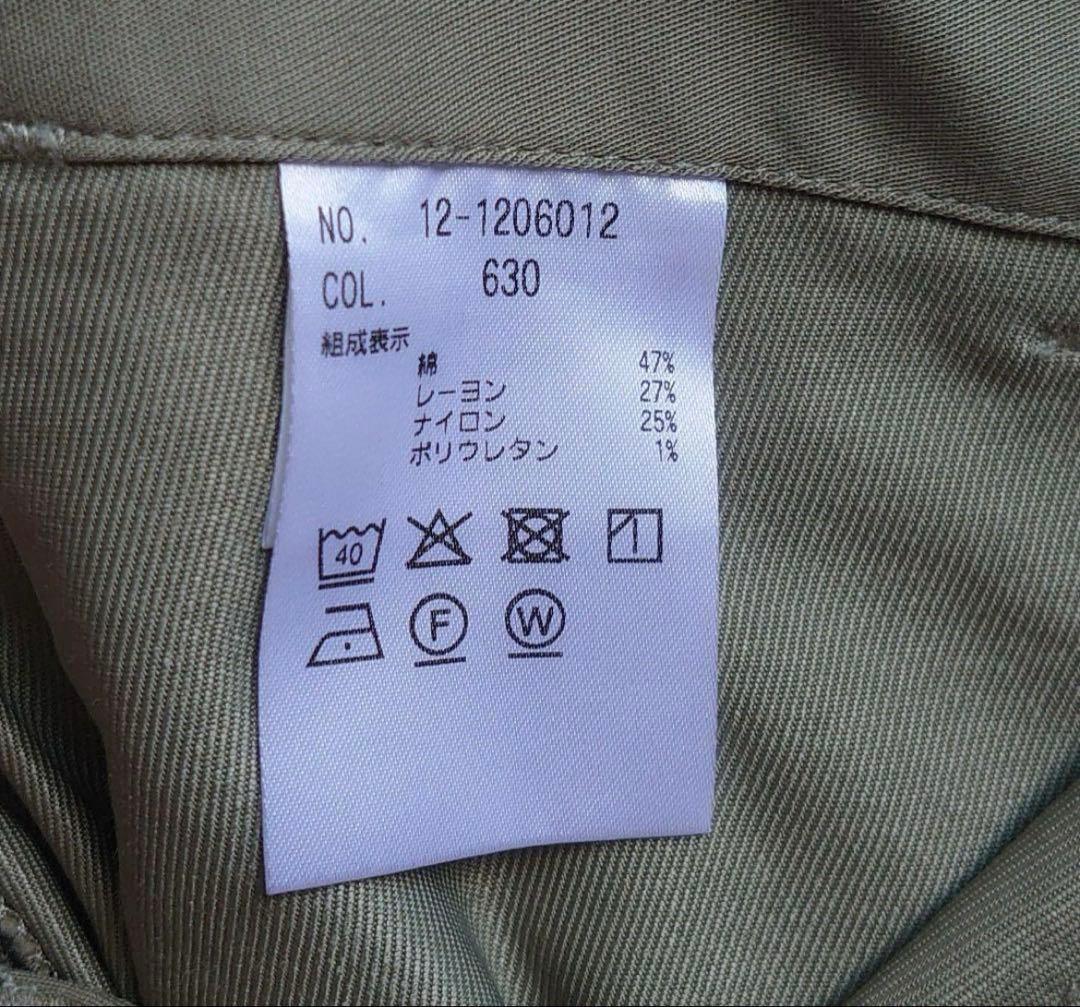 NO. 12-1206012
COL. 630
組成表示
綿 47%
レーヨン 27%
ナイロン 25%
ポリウレタン 1%
40
F W